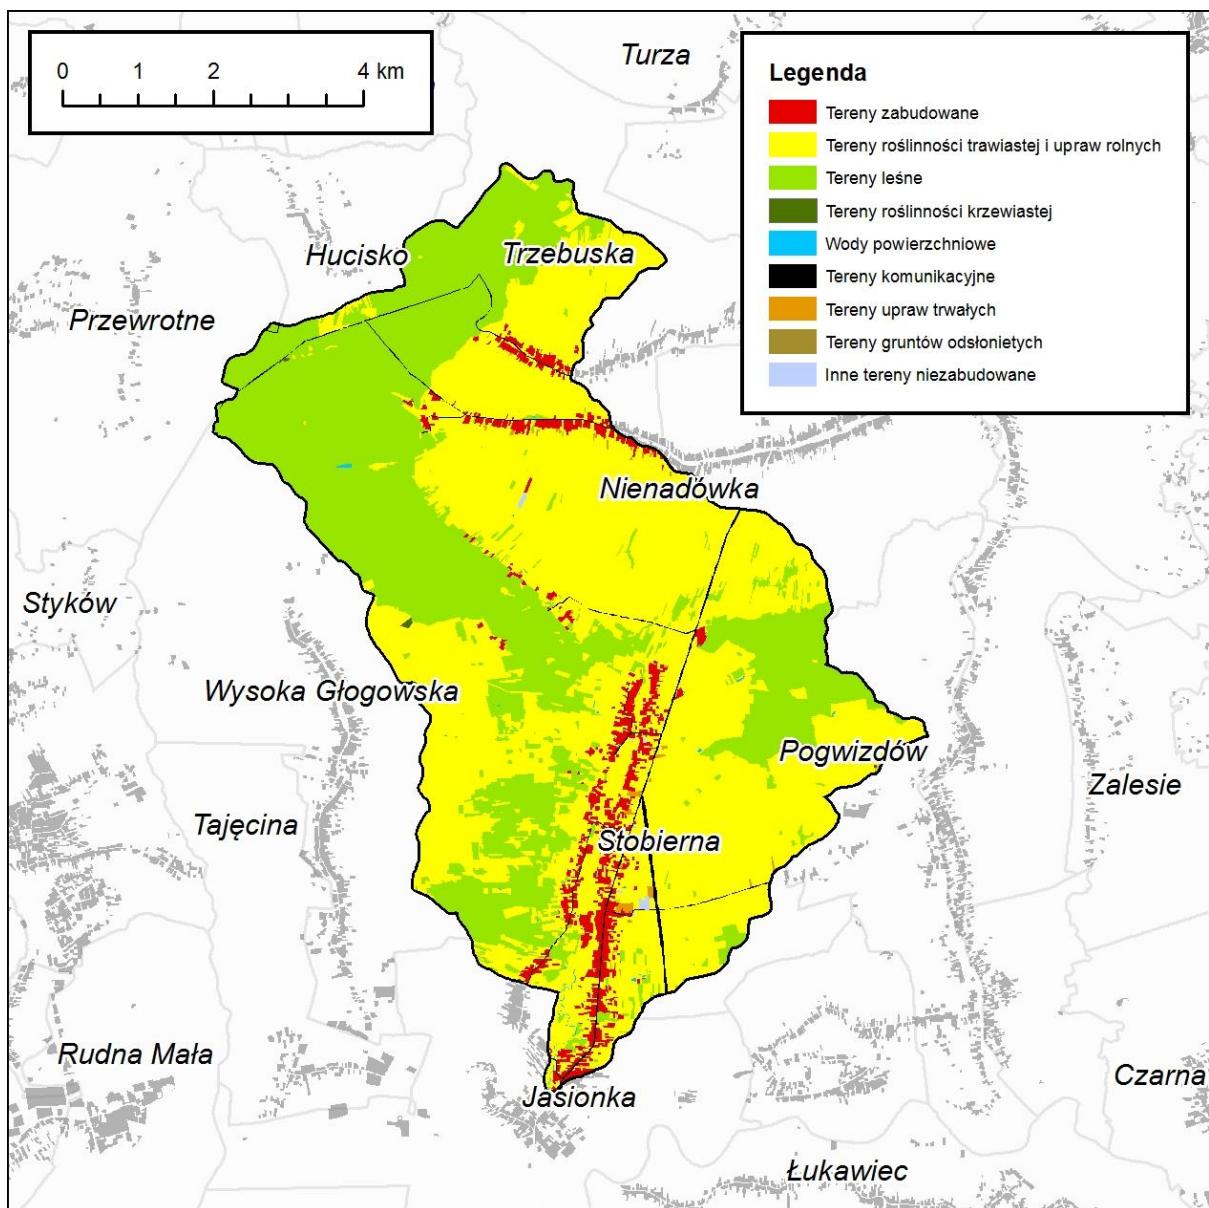 0 1 2 4 km
Turza
Legenda
Tereny zabudowane
Tereny roślinności trawiastej i upraw rolnych
Tereny leśne
Tereny roślinności krzewiastej
Wody powierzchniowe
Tereny komunikacyjne
Tereny upraw trwałych
Tereny gruntów odsłonietych
Inne tereny niezabudowane
Hucisko
Trzebuska
Przewrotne
Nienadówka
Styków
Wysoka Głogowska
Pogwizdów
Zalesie
Tajęcina
Stobierna
Rudna Mała
Czarna
Jasionka
Łukawiec